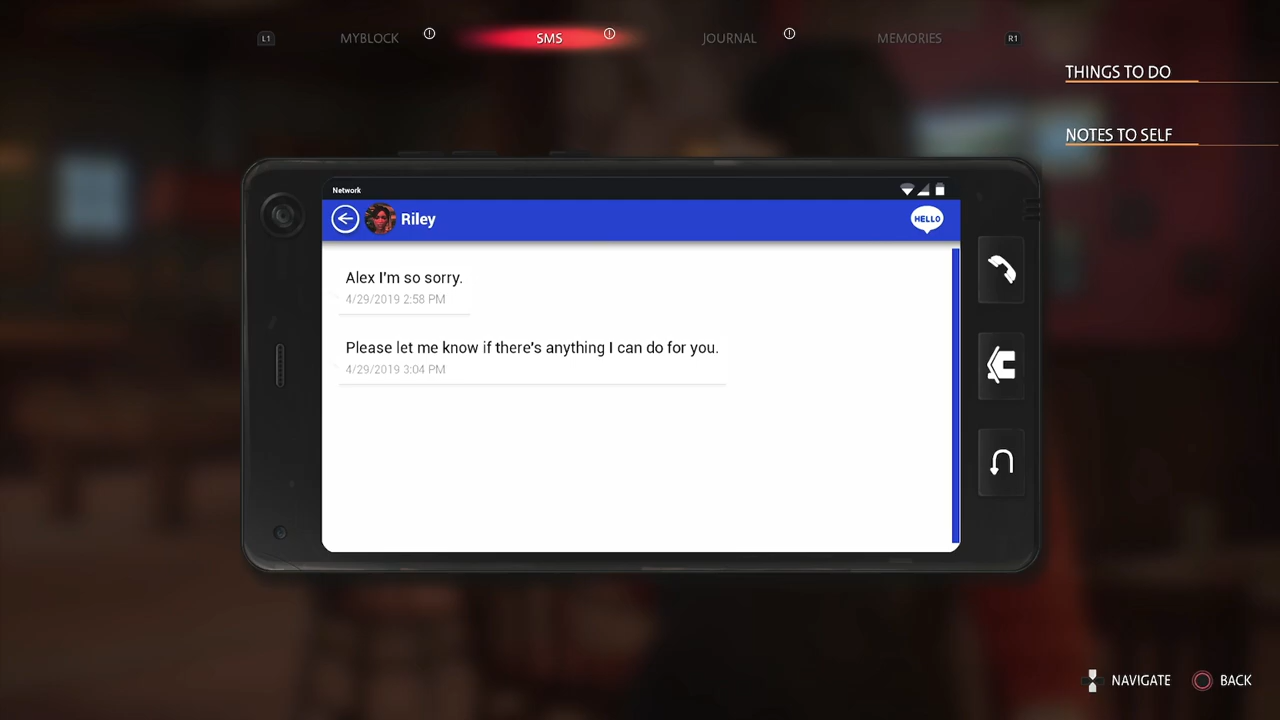 L1 MYBLOCK SMS JOURNAL MEMORIES R1
THINGS TO DO
NOTES TO SELF
Network
Riley
HELLO
Alex I'm so sorry.
4/29/2019 2:58 PM
Please let me know if there's anything I can do for you.
4/29/2019 3:04 PM
NAVIGATE BACK